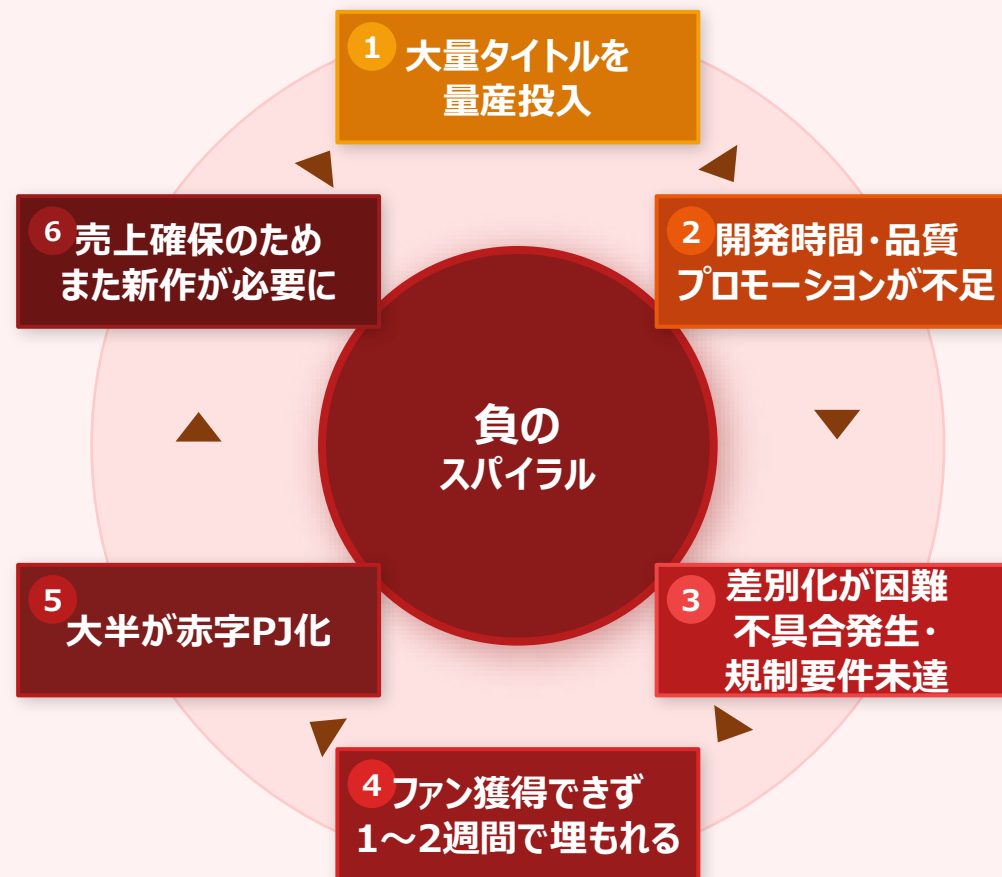 1
大量タイトルを
量産投入
2
開発時間・品質
プロモーションが不足
3
差別化が困難
不具合発生・
規制要件未達
4
ファン獲得できず
1～2週間で埋もれる
5
大半が赤字PJ化
6
売上確保のため
また新作が必要に
負の
スパイラル